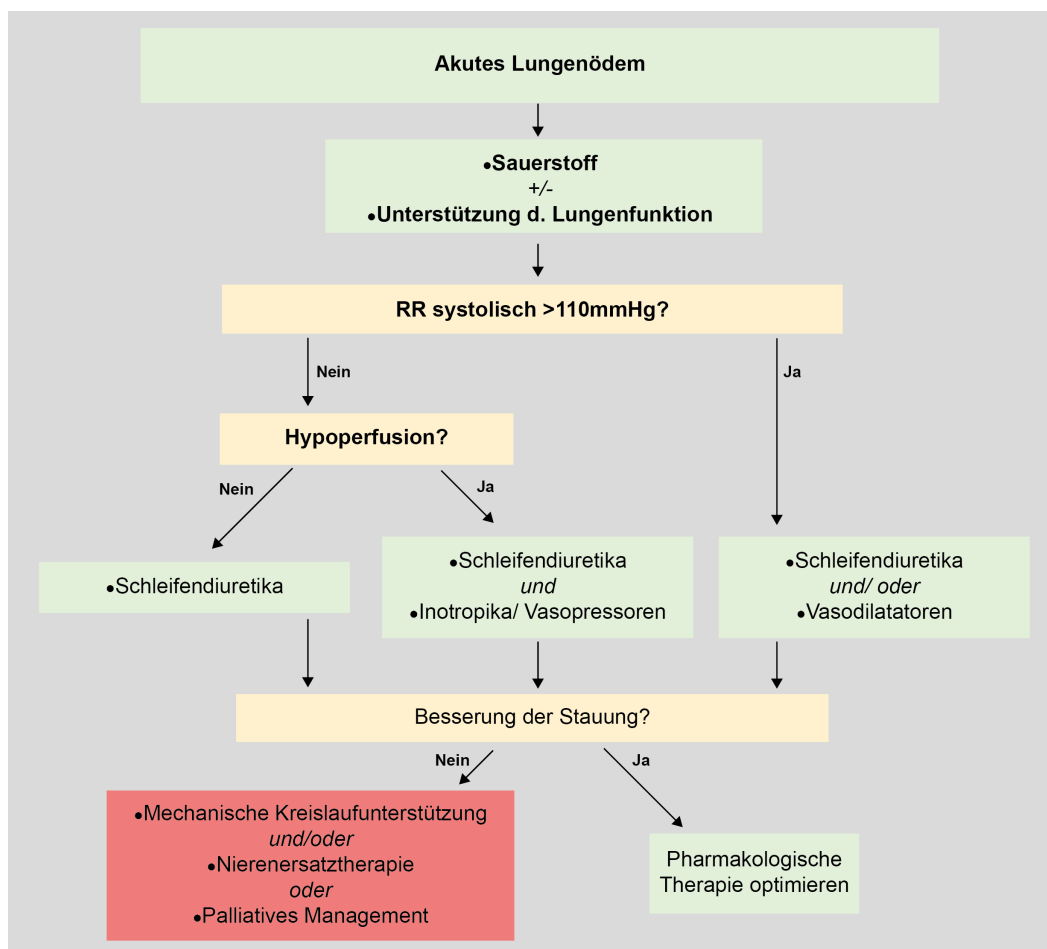 Akutes Lungenödem
•Sauerstoff
+/-
•Unterstützung d. Lungenfunktion
RR systolisch >110mmHg?
Nein
Ja
Hypoperfusion?
Nein
Ja
•Schleifendiuretika
•Schleifendiuretika
und
•Inotropika/ Vasopressoren
•Schleifendiuretika
und/ oder
•Vasodilatatoren
Besserung der Stauung?
Nein
Ja
•Mechanische Kreislaufunterstützung
und/oder
•Nierenersatztherapie
oder
•Palliatives Management
Pharmakologische
Therapie optimieren